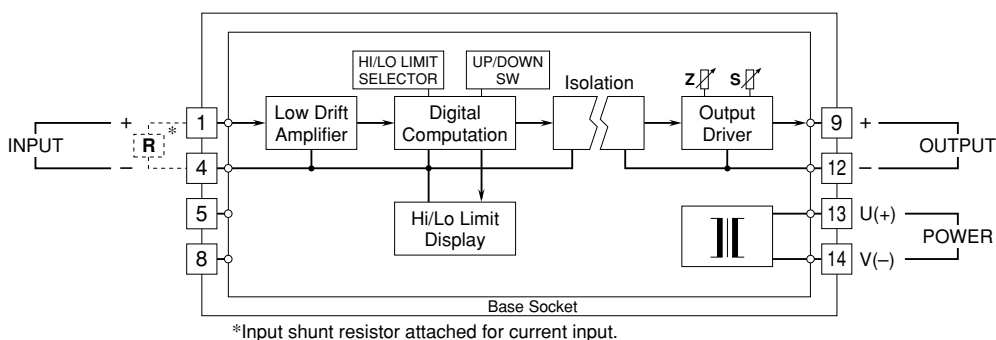 HI/LO LIMIT
SELECTOR
UP/DOWN
SW
Isolation
Z
S
INPUT
+
–
R
*
1
4
5
8
Low Drift
Amplifier
Digital
Computation
Output
Driver
Hi/Lo Limit
Display
9
+
12
–
OUTPUT
13
U(+)
14
V(–)
POWER
Base Socket
*Input shunt resistor attached for current input.